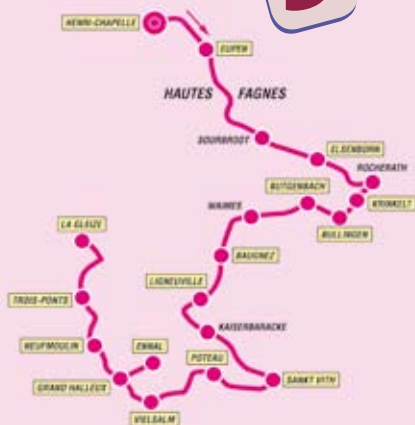 HENRI-CHAPELLE
EUPEN
HAUTES FAGNES
SOURBRODT
ELSENBORN
ROCHERATH
BUTGENBACH
KRINKELT
WAIMES
BULLINGEN
LA GLEIZE
BAUGNEZ
LIGNEUVILLE
TROIS-PONTS
KAISERBARACKE
NEUFMOULIN
ENNAL
POTEAU
GRAND HALLEUX
SANKT VITH
VIELSALM